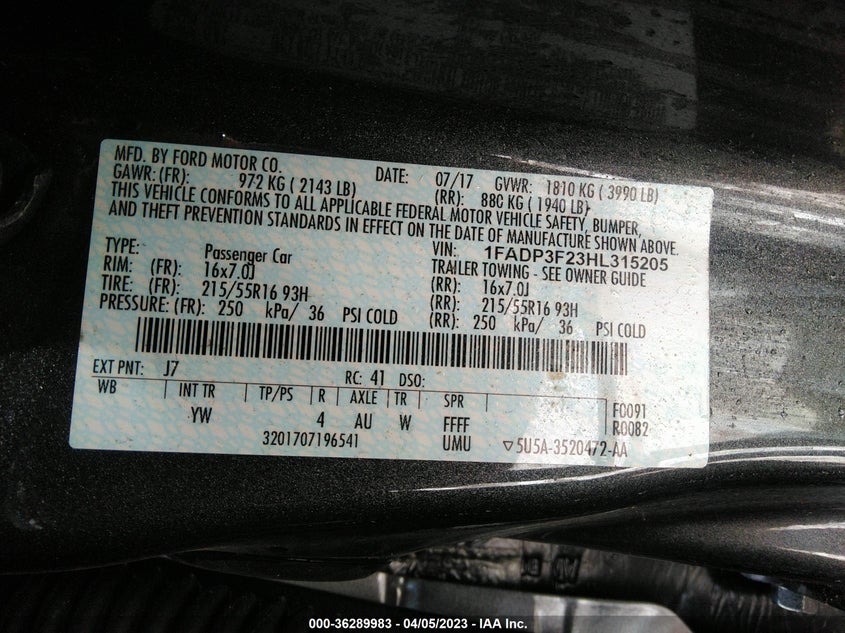 MFD. BY FORD MOTOR CO. DATE: 07/17 GVWR: 1810 KG ( 3990 LB)
GAWR: (FR): 972 KG ( 2143 LB) (RR): 880 KG ( 1940 LB)
THIS VEHICLE CONFORMS TO ALL APPLICABLE FEDERAL MOTOR VEHICLE SAFETY, BUMPER,
AND THEFT PREVENTION STANDARDS IN EFFECT ON THE DATE OF MANUFACTURE SHOWN ABOVE.
VIN: 1FADP3F23HL315205
TYPE: Passenger Car TRAILER TOWING - SEE OWNER GUIDE
RIM: (FR): 16x7.0J (RR): 16x7.0J
TIRE: (FR): 215/55R16 93H (RR): 215/55R16 93H
PRESSURE: (FR): 250 kPa/ 36 PSI COLD (RR): 250 kPa/ 36 PSI COLD
EXT PNT: J7 RC: 41 DSO:
WB INT TR TP/PS R AXLE TR SPR F0091
YW 4 AU W FFFF R0082
3201707196541 UMU ▽5U5A-3520472-AA
000-36289983 - 04/05/2023 - IAA Inc.